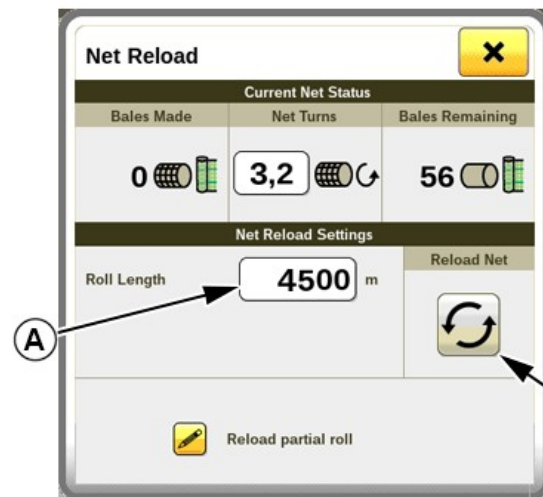 Net Reload
Current Net Status
Bales Made Net Turns Bales Remaining
0 3,2 56
Net Reload Settings
Reload Net
Roll Length 4500 m
A
Reload partial roll